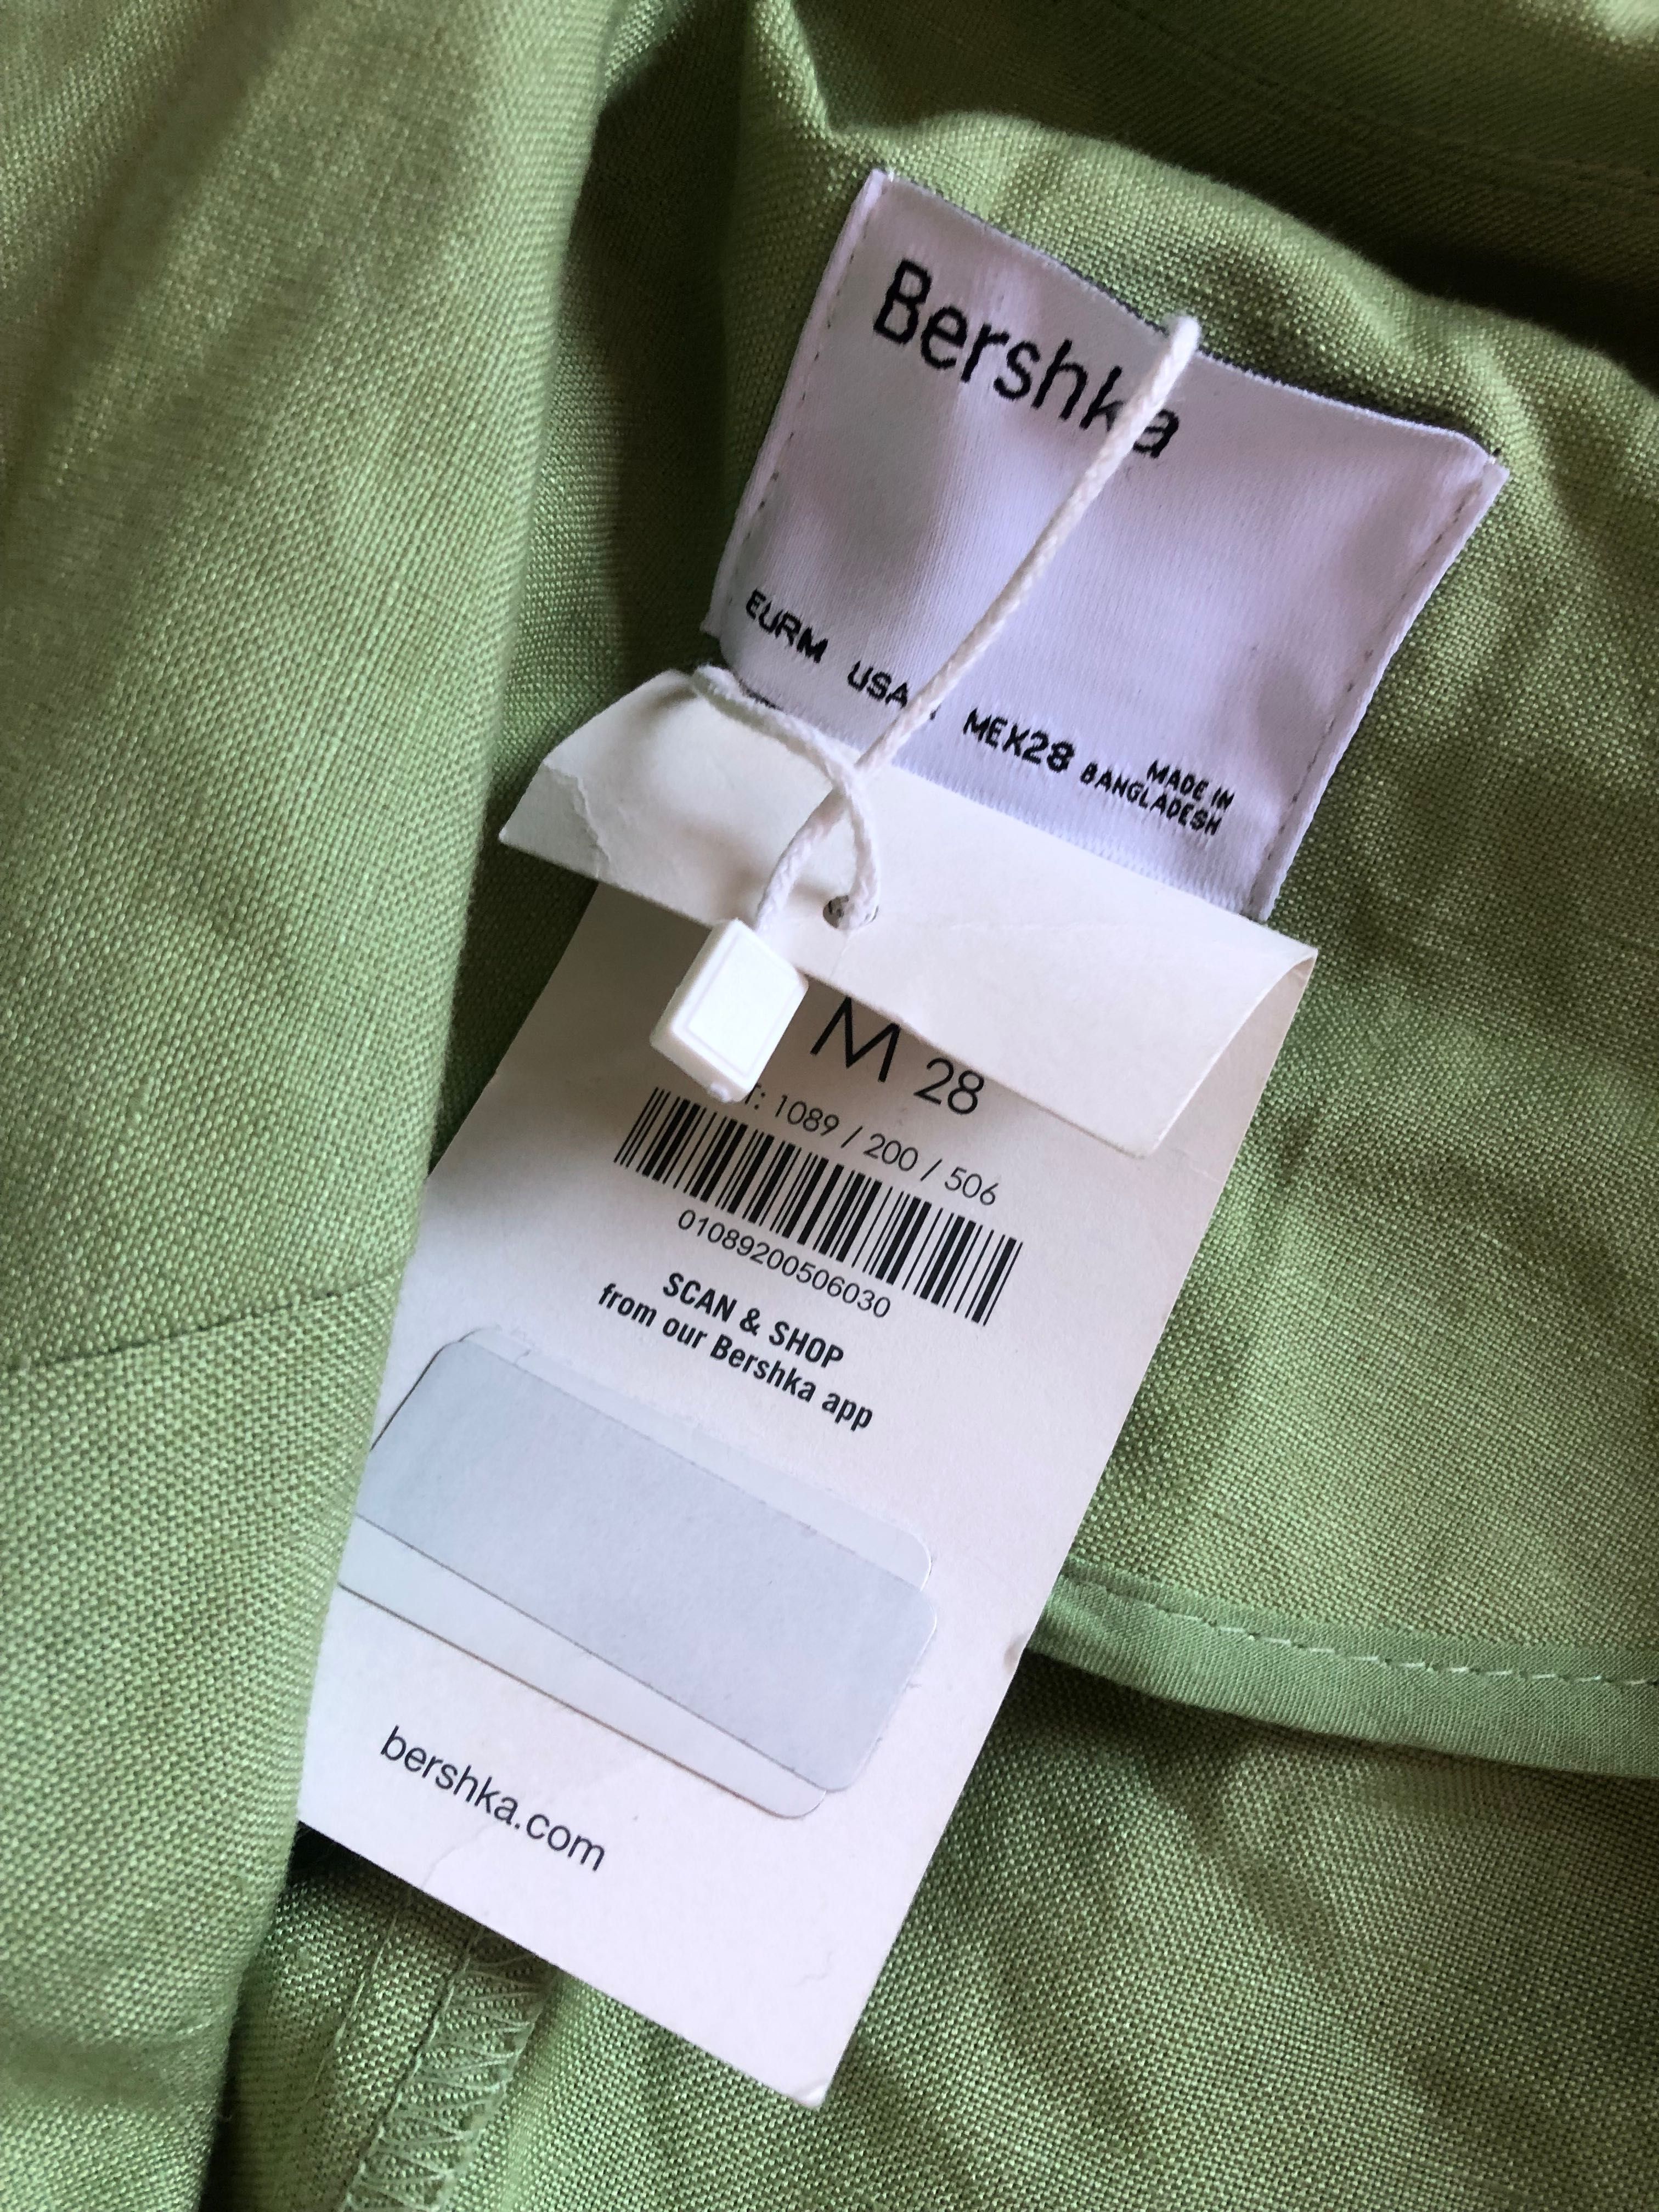 Bershka
EURM USA MEX28 MADE IN
BANGLADESH
M 28
1089 / 200 / 506
01089200506030
SCAN & SHOP
from our Bershka app
bershka.com